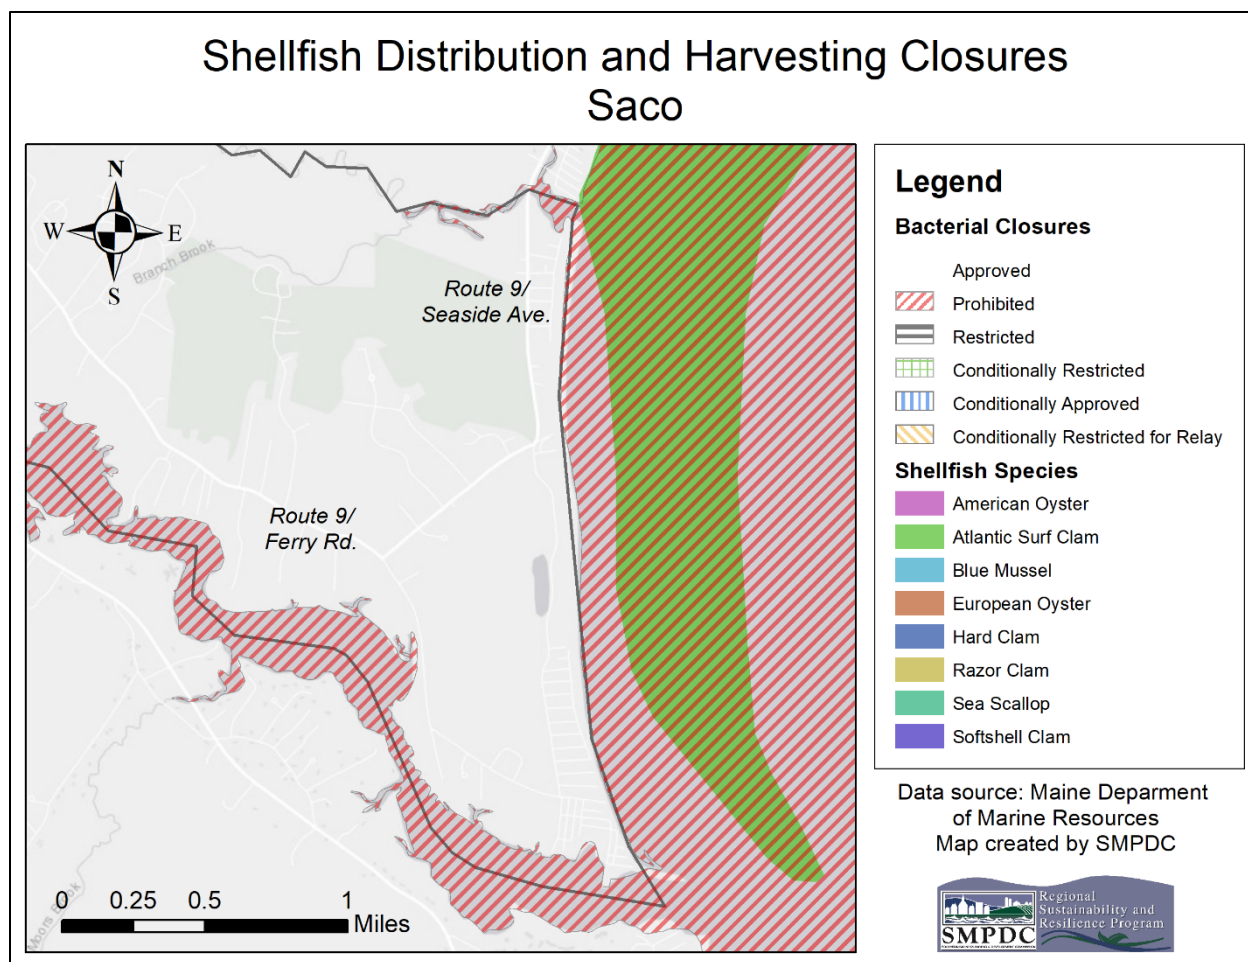 Shellfish Distribution and Harvesting Closures
Saco
N
W
E
S
Branch Brook
Route 9/
Seaside Ave.
Route 9/
Ferry Rd.
Moors Brook
0 0.25 0.5 1
Miles
Legend
Bacterial Closures
Approved
Prohibited
Restricted
Conditionally Restricted
Conditionally Approved
Conditionally Restricted for Relay
Shellfish Species
American Oyster
Atlantic Surf Clam
Blue Mussel
European Oyster
Hard Clam
Razor Clam
Sea Scallop
Softshell Clam
Data source: Maine Deparment
of Marine Resources
Map created by SMPDC
SMPDC
Regional
Sustainability and
Resilience Program